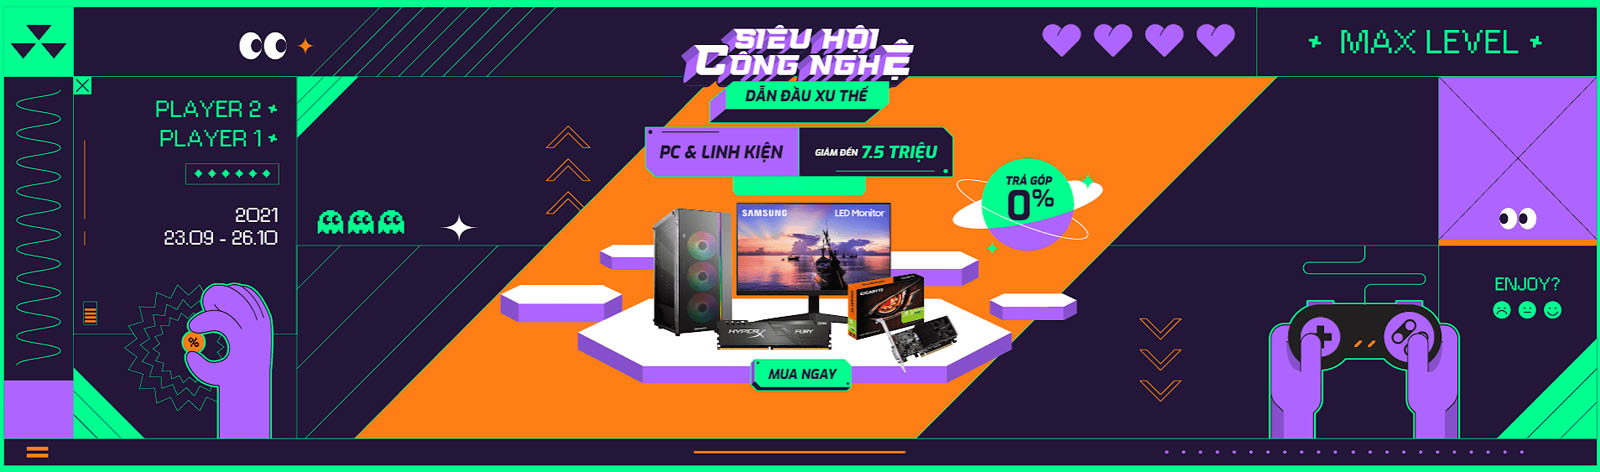 SIÊU HỘI
CÔNG NGHỆ
DẪN ĐẦU XU THẾ
MAX LEVEL
PLAYER 2
PLAYER 1
2021
23.09 - 26.10
PC & LINH KIỆN
GIẢM ĐẾN 7.5 TRIỆU
TRẢ GÓP
0%
SAMSUNG
LED Monitor
GIGABYTE
HYPERX
FURY
%
ENJOY?
MUA NGAY